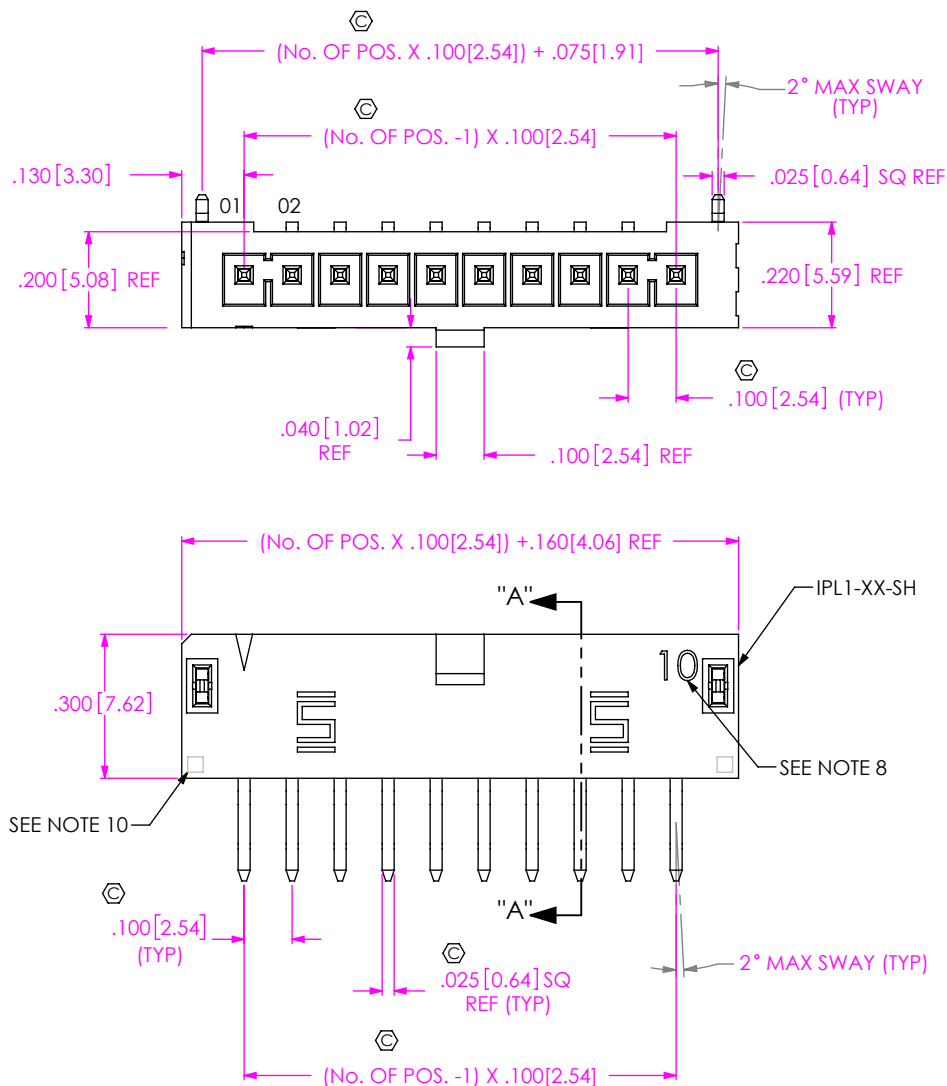 C
(No. OF POS. X .100[2.54]) + .075[1.91]
2° MAX SWAY
(TYP)
C
(No. OF POS. -1) X .100[2.54]
.130[3.30]
.025[0.64] SQ REF
01 02
.200[5.08] REF
.220[5.59] REF
C
.100[2.54] (TYP)
.040[1.02]
REF
.100[2.54] REF
(No. OF POS. X .100[2.54]) +.160[4.06] REF
"A"
IPL1-XX-SH
10
.300[7.62]
SEE NOTE 8
SEE NOTE 10
C
"A"
.100[2.54]
(TYP)
C
.025[0.64]SQ
REF (TYP)
2° MAX SWAY (TYP)
C
(No. OF POS. -1) X .100[2.54]